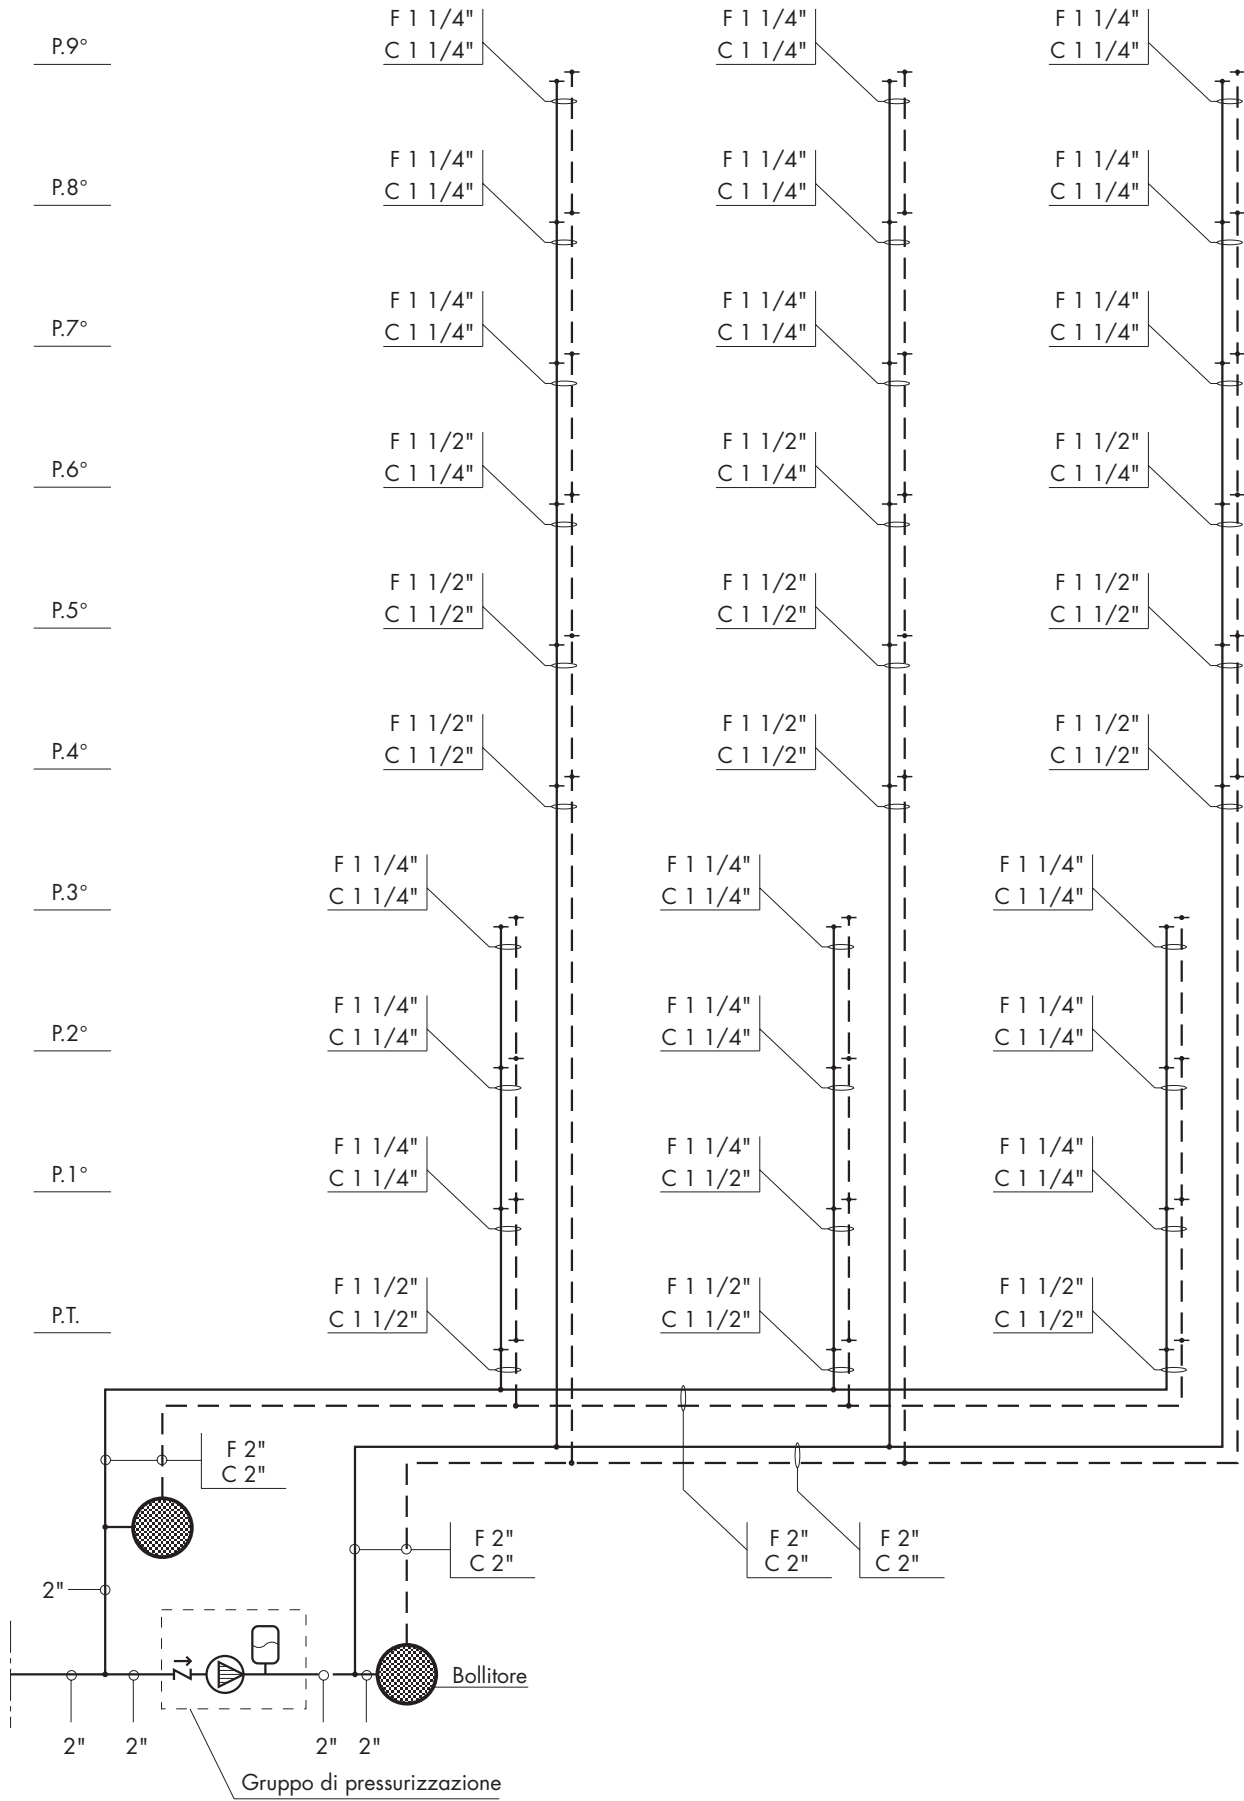 F 1 1/4" F 1 1/4" F 1 1/4"
P.9° C 1 1/4" C 1 1/4" C 1 1/4"
F 1 1/4" F 1 1/4" F 1 1/4"
P.8° C 1 1/4" C 1 1/4" C 1 1/4"
F 1 1/4" F 1 1/4" F 1 1/4"
P.7° C 1 1/4" C 1 1/4" C 1 1/4"
F 1 1/2" F 1 1/2" F 1 1/2"
P.6° C 1 1/4" C 1 1/4" C 1 1/4"
F 1 1/2" F 1 1/2" F 1 1/2"
P.5° C 1 1/2" C 1 1/2" C 1 1/2"
F 1 1/2" F 1 1/2" F 1 1/2"
P.4° C 1 1/2" C 1 1/2" C 1 1/2"
F 1 1/4" F 1 1/4" F 1 1/4"
P.3° C 1 1/4" C 1 1/4" C 1 1/4"
F 1 1/4" F 1 1/4" F 1 1/4"
P.2° C 1 1/4" C 1 1/4" C 1 1/4"
F 1 1/4" F 1 1/4" F 1 1/4"
P.1° C 1 1/4" C 1 1/2" C 1 1/4"
F 1 1/2" F 1 1/2" F 1 1/2"
P.T. C 1 1/2" C 1 1/2" C 1 1/2"
F 2"
C 2"
F 2" F 2" F 2"
C 2" C 2" C 2"
2"
Bollitore
2" 2" 2" 2"
Gruppo di pressurizzazione